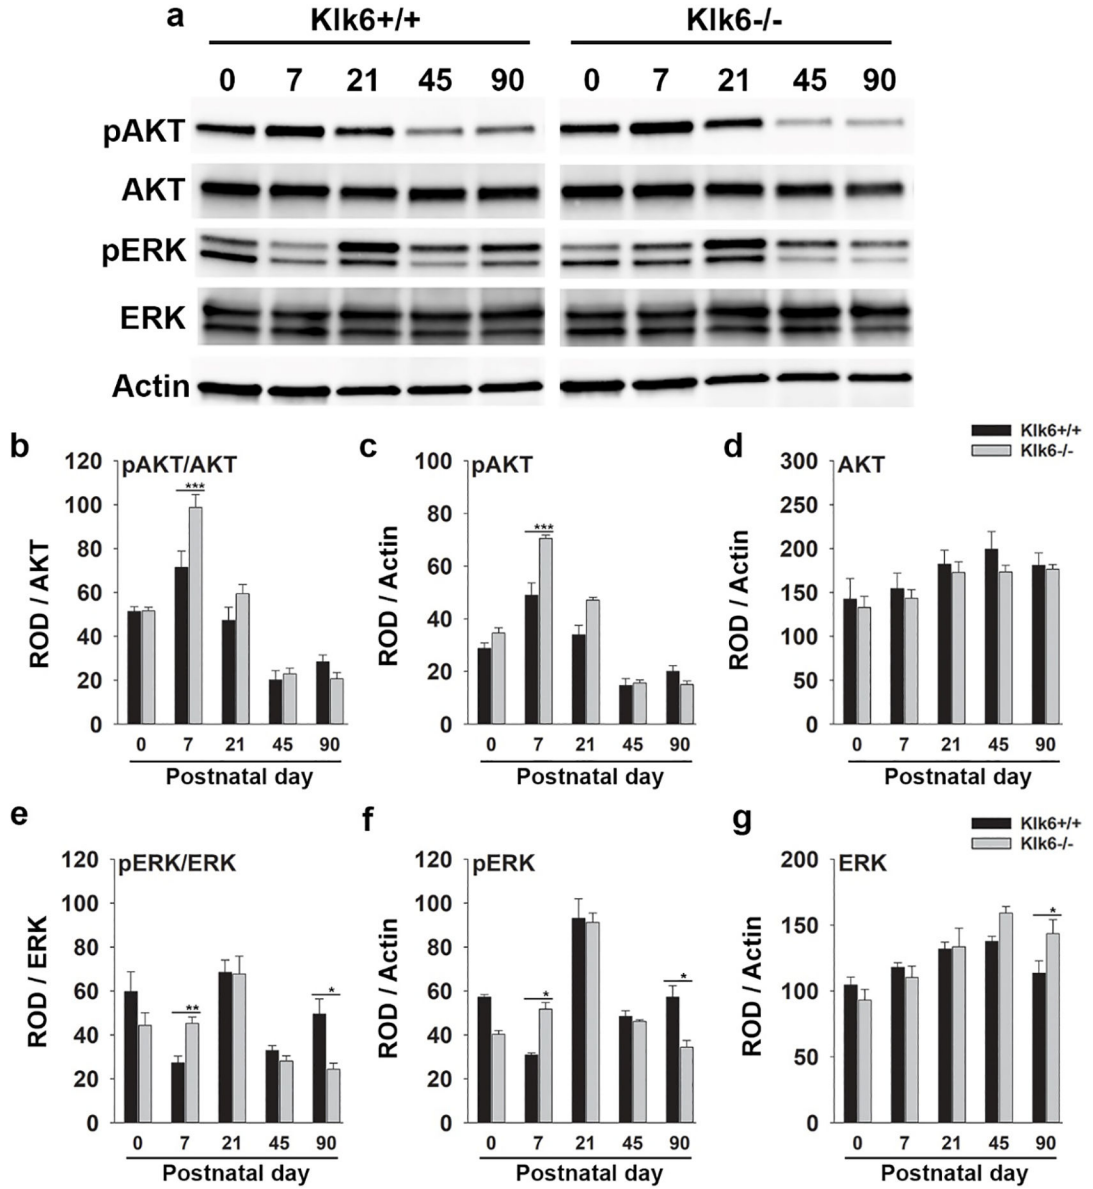 a
Klk6+/+ Klk6-/-
0 7 21 45 90 0 7 21 45 90
pAKT
AKT
pERK
ERK
Actin
b
pAKT/AKT
ROD / AKT
120
100
80
60
40
20
0
***
0 7 21 45 90
Postnatal day
c
pAKT
ROD / Actin
100
80
60
40
20
0
***
0 7 21 45 90
Postnatal day
d
AKT
Klk6+/+
Klk6-/-
ROD / Actin
300
250
200
150
100
50
0
0 7 21 45 90
Postnatal day
e
pERK/ERK
ROD / ERK
120
100
80
60
40
20
0
**
*
0 7 21 45 90
Postnatal day
f
pERK
ROD / Actin
120
100
80
60
40
20
0
*
*
0 7 21 45 90
Postnatal day
g
ERK
Klk6+/+
Klk6-/-
ROD / Actin
200
150
100
50
0
*
0 7 21 45 90
Postnatal day